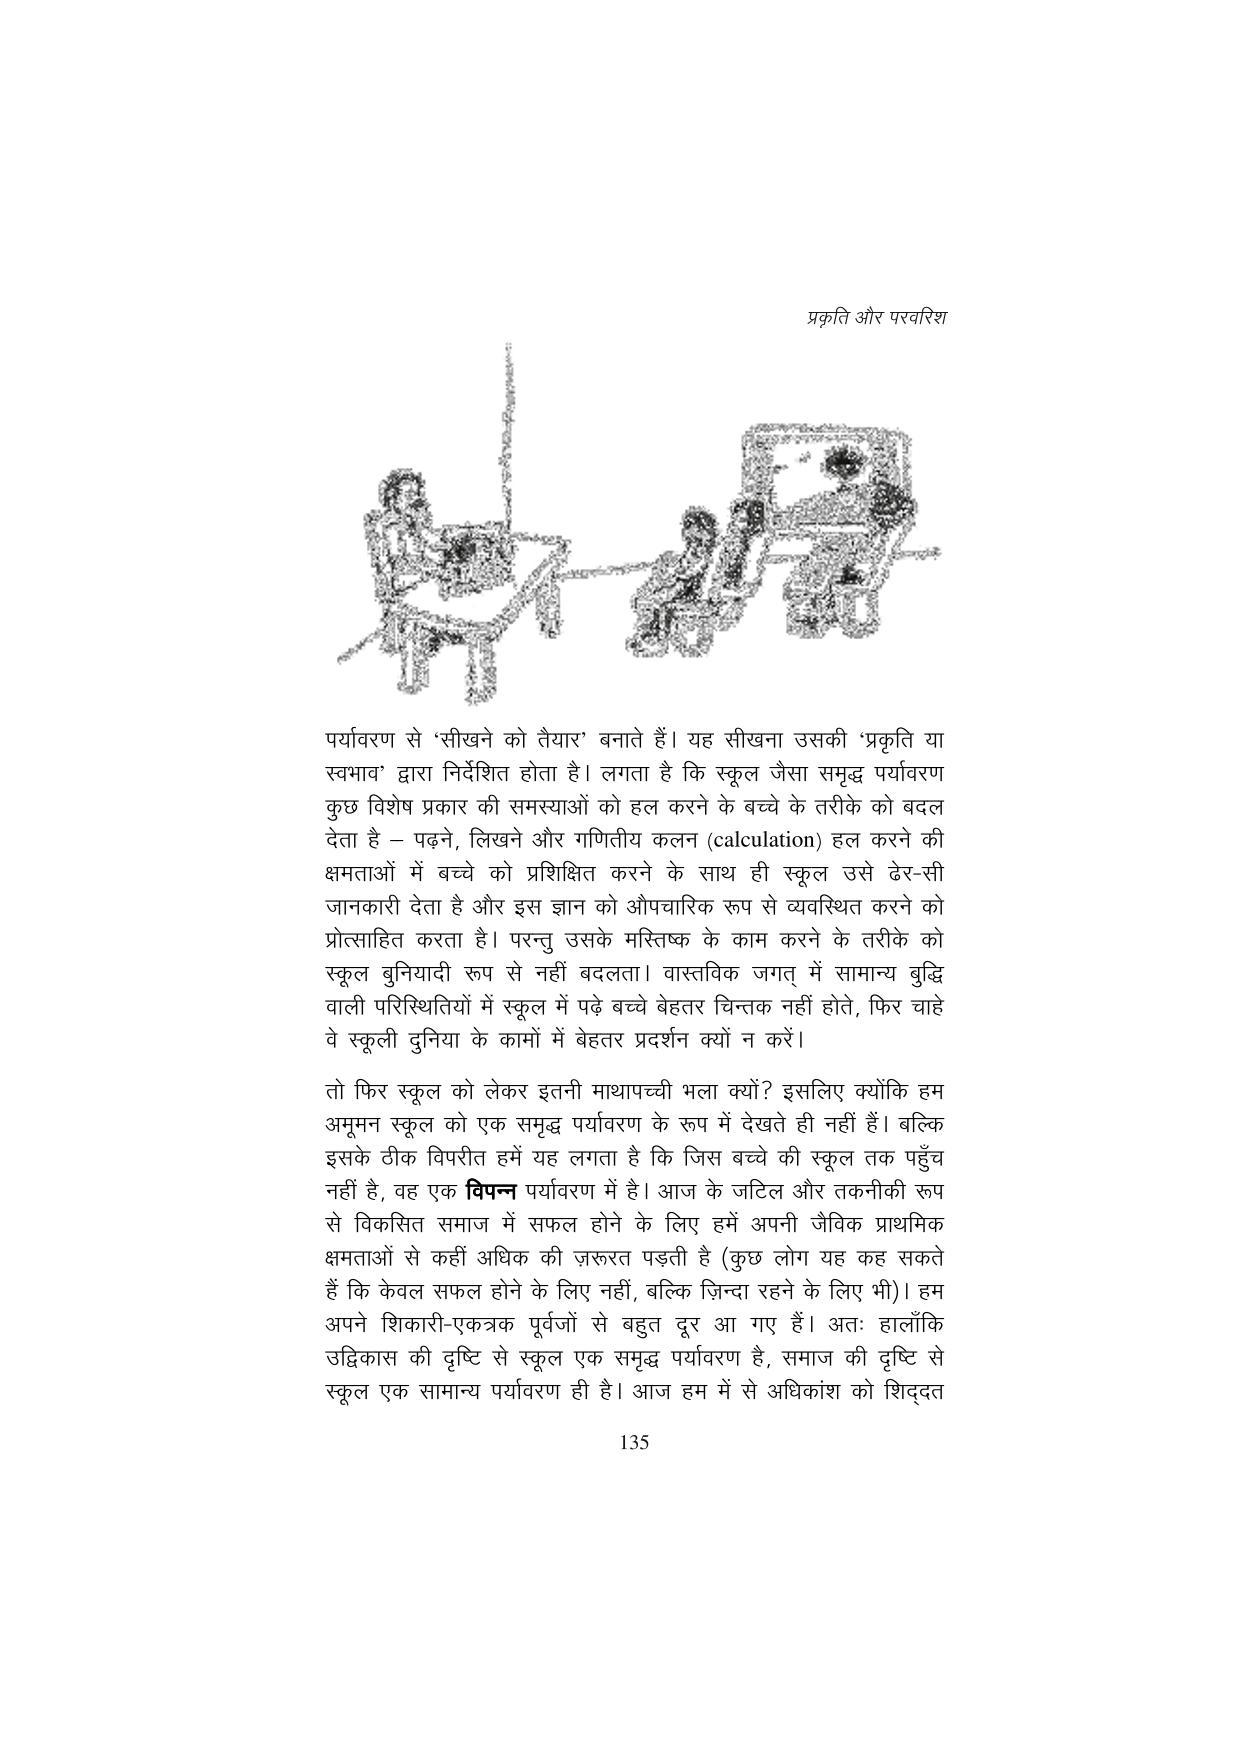 प्रकृति और परवरिश
पर्यावरण से ‘सीखने को तैयार’ बनाते हैं। यह सीखना उसकी ‘प्रकृति या
स्वभाव’ द्वारा निर्देशित होता है। लगता है कि स्कूल जैसा समृद्ध पर्यावरण
कुछ विशेष प्रकार की समस्याओं को हल करने के बच्चे के तरीके को बदल
देता है – पढ़ने, लिखने और गणितीय कलन (calculation) हल करने की
क्षमताओं में बच्चे को प्रशिक्षित करने के साथ ही स्कूल उसे ढेर-सी
जानकारी देता है और इस ज्ञान को औपचारिक रूप से व्यवस्थित करने को
प्रोत्साहित करता है। परन्तु उसके मस्तिष्क के काम करने के तरीके को
स्कूल बुनियादी रूप से नहीं बदलता। वास्तविक जगत् में सामान्य बुद्धि
वाली परिस्थितियों में स्कूल में पढ़े बच्चे बेहतर चिन्तक नहीं होते, फिर चाहे
वे स्कूली दुनिया के कामों में बेहतर प्रदर्शन क्यों न करें।
तो फिर स्कूल को लेकर इतनी माथापच्ची भला क्यों? इसलिए क्योंकि हम
अमूमन स्कूल को एक समृद्ध पर्यावरण के रूप में देखते ही नहीं हैं। बल्कि
इसके ठीक विपरीत हमें यह लगता है कि जिस बच्चे की स्कूल तक पहुँच
नहीं है, वह एक विपन्न पर्यावरण में है। आज के जटिल और तकनीकी रूप
से विकसित समाज में सफल होने के लिए हमें अपनी जैविक प्राथमिक
क्षमताओं से कहीं अधिक की ज़रूरत पड़ती है (कुछ लोग यह कह सकते
हैं कि केवल सफल होने के लिए नहीं, बल्कि ज़िन्दा रहने के लिए भी)। हम
अपने शिकारी-एकत्रक पूर्वजों से बहुत दूर आ गए हैं। अतः हालाँकि
उद्विकास की दृष्टि से स्कूल एक समृद्ध पर्यावरण है, समाज की दृष्टि से
स्कूल एक सामान्य पर्यावरण ही है। आज हम में से अधिकांश को शिद्दत
135